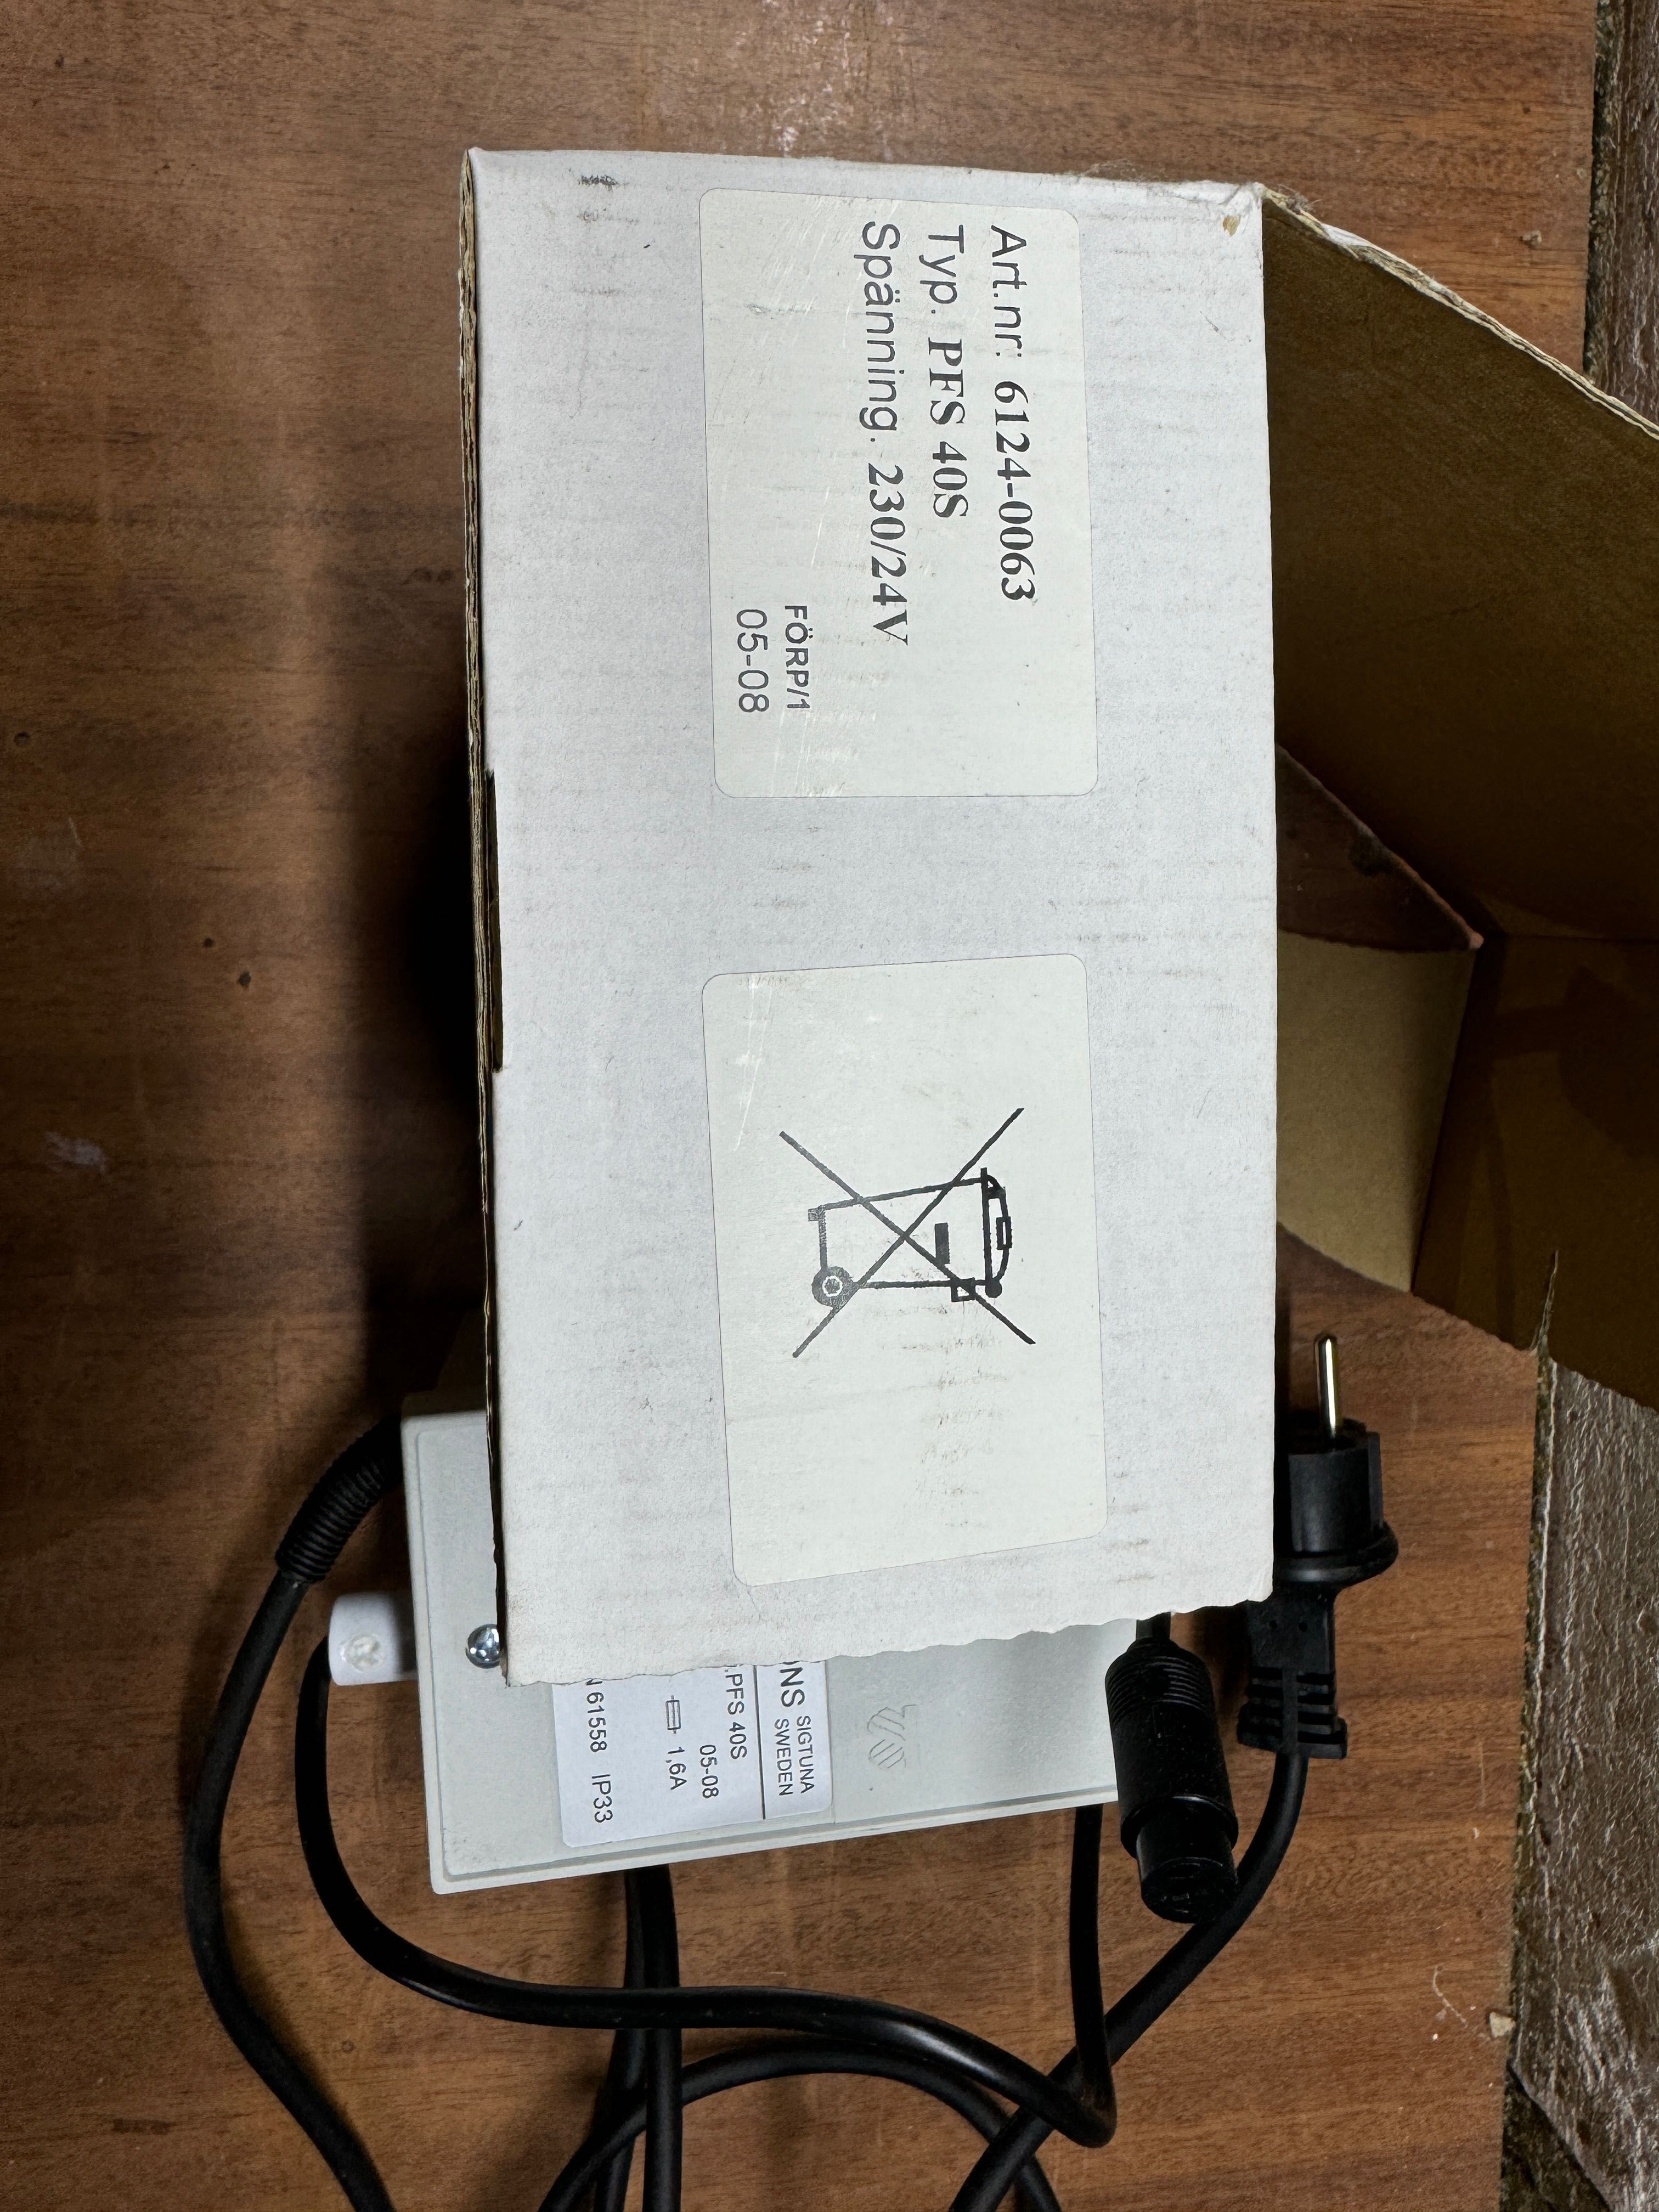 Art.nr: 6124-0063
Typ. PFS 40S
Spänning. 230/24V
FÖRP/1
05-08
SIGTUNA
SWEDEN
PFS 40S
05-08
1,6A
61558 IP33